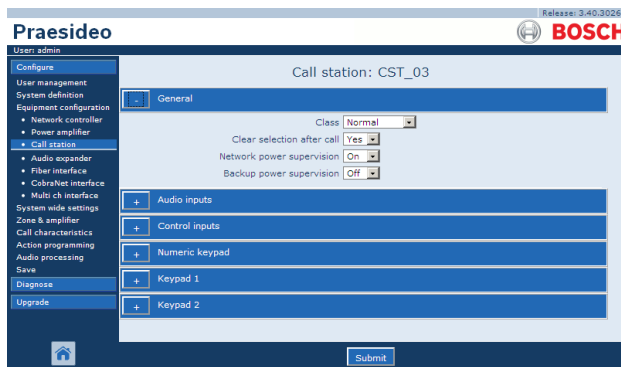 Release: 3.40.3026
Praesideo
BOSCH
User: admin
Configure
User management
System definition
Equipment configuration
• Network controller
• Power amplifier
• Call station
• Audio expander
• Fiber interface
• CobraNet interface
• Multi ch interface
System wide settings
Zone & amplifier
Call characteristics
Action programming
Audio processing
Save
Diagnose
Upgrade
Call station: CST_03
- General
Class Normal
Clear selection after call Yes
Network power supervision On
Backup power supervision Off
+ Audio inputs
+ Control inputs
+ Numeric keypad
+ Keypad 1
+ Keypad 2
Submit